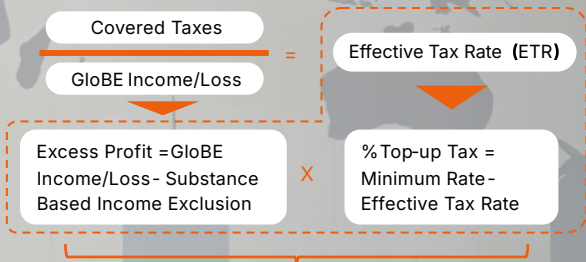 Covered Taxes
=
Effective Tax Rate (ETR)
GloBE Income/Loss
Excess Profit =GloBE
Income/Loss- Substance
Based Income Exclusion
X
%Top-up Tax =
Minimum Rate-
Effective Tax Rate